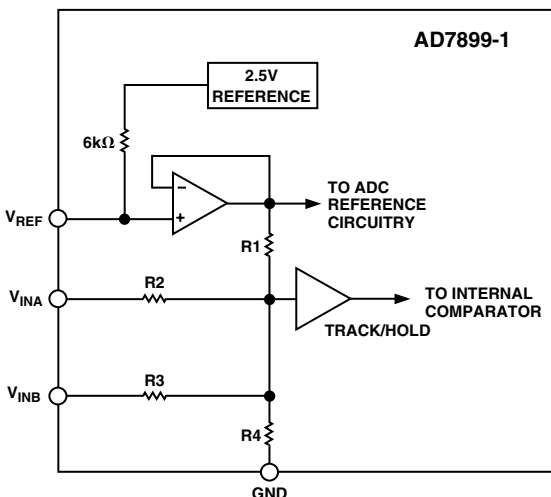 AD7899-1
2.5V
REFERENCE
6kΩ
TO ADC
REFERENCE
CIRCUITRY
VREF
R1
R2
VINA
TO INTERNAL
COMPARATOR
TRACK/HOLD
R3
VINB
R4
GND
−
+